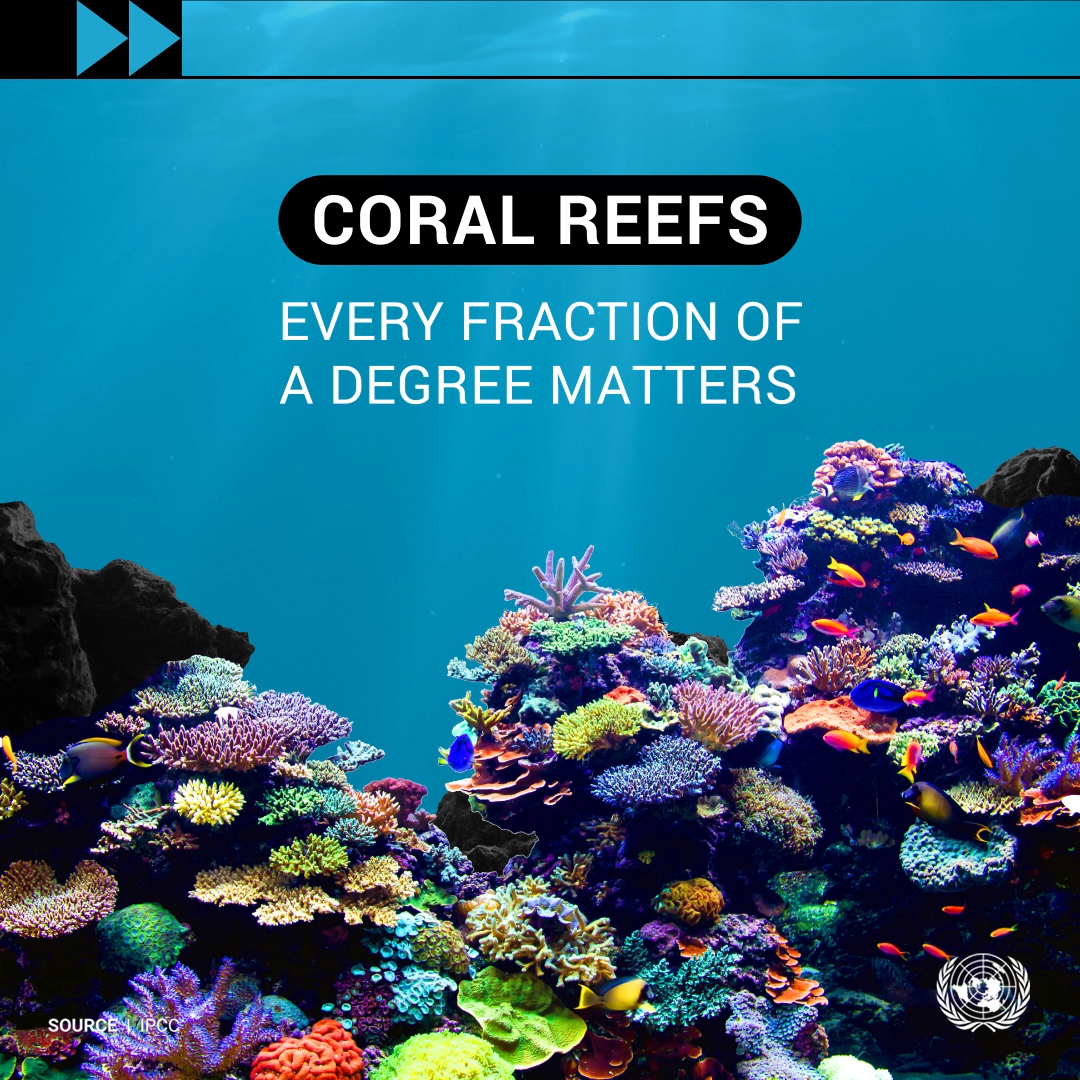 CORAL REEFS
EVERY FRACTION OF
A DEGREE MATTERS
SOURCE | IPCC